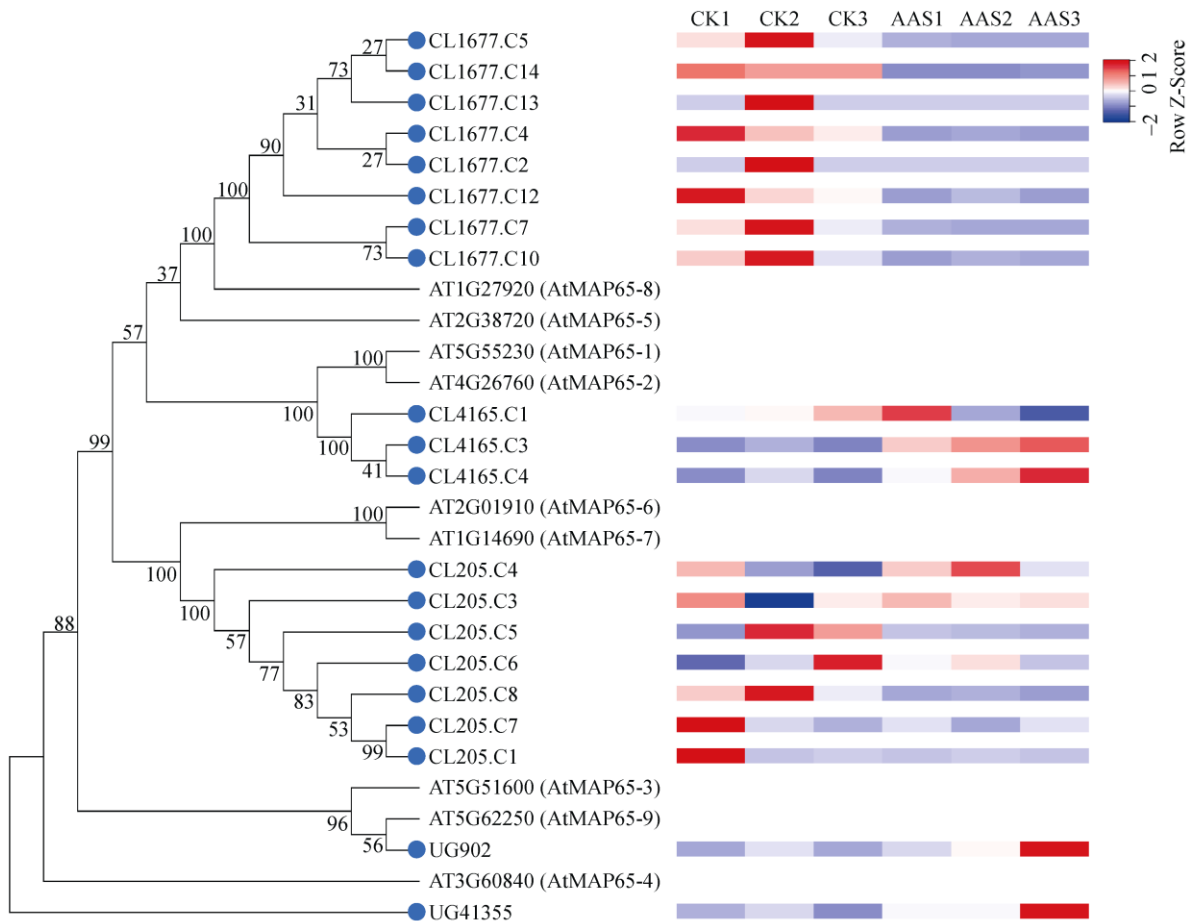 CK1 CK2 CK3 AAS1 AAS2 AAS3
CL1677.C5
CL1677.C14
CL1677.C13
CL1677.C4
CL1677.C2
CL1677.C12
CL1677.C7
CL1677.C10
AT1G27920 (AtMAP65-8)
AT2G38720 (AtMAP65-5)
AT5G55230 (AtMAP65-1)
AT4G26760 (AtMAP65-2)
CL4165.C1
CL4165.C3
CL4165.C4
AT2G01910 (AtMAP65-6)
AT1G14690 (AtMAP65-7)
CL205.C4
CL205.C3
CL205.C5
CL205.C6
CL205.C8
CL205.C7
CL205.C1
AT5G51600 (AtMAP65-3)
AT5G62250 (AtMAP65-9)
UG902
AT3G60840 (AtMAP65-4)
UG41355
27
73
31
90
27
100
100
73
37
57
100
100
100
41
99
100
100
100
57
77
83
53
99
88
96
56
−2 0 1 2
Row Z-Score